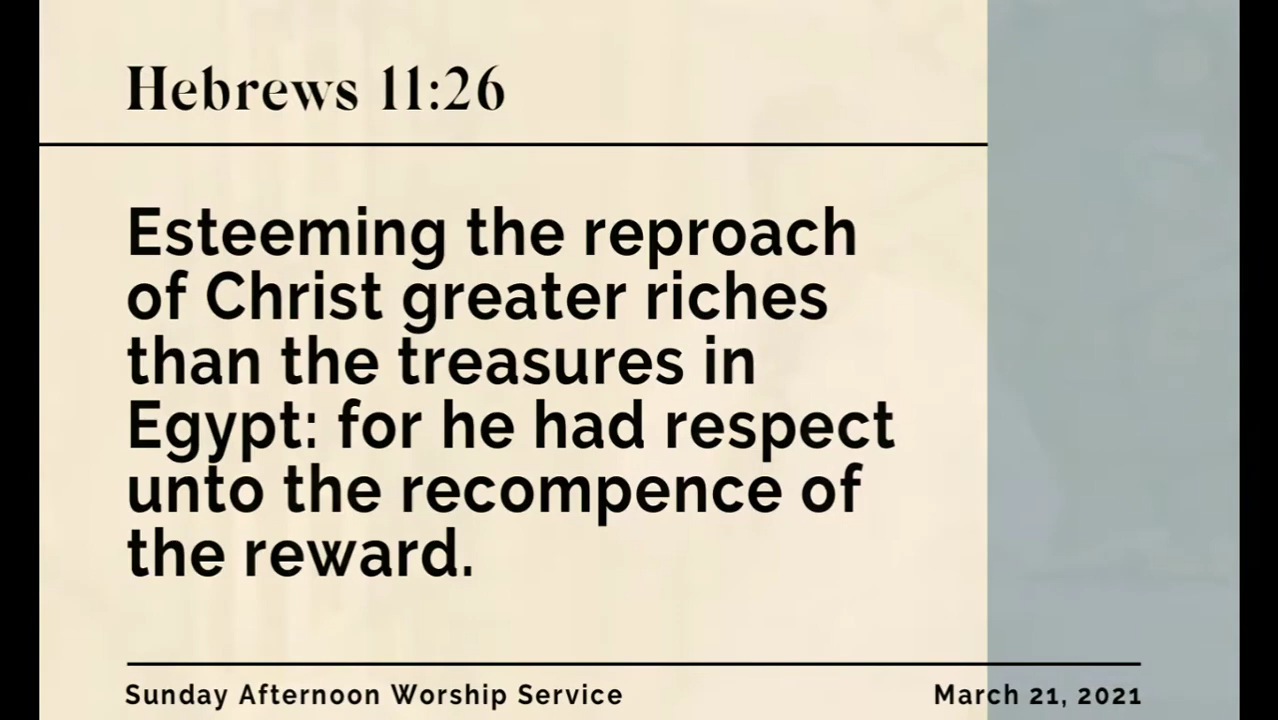 Hebrews 11:26
Esteeming the reproach
of Christ greater riches
than the treasures in
Egypt: for he had respect
unto the recompence of
the reward.
Sunday Afternoon Worship Service
March 21, 2021